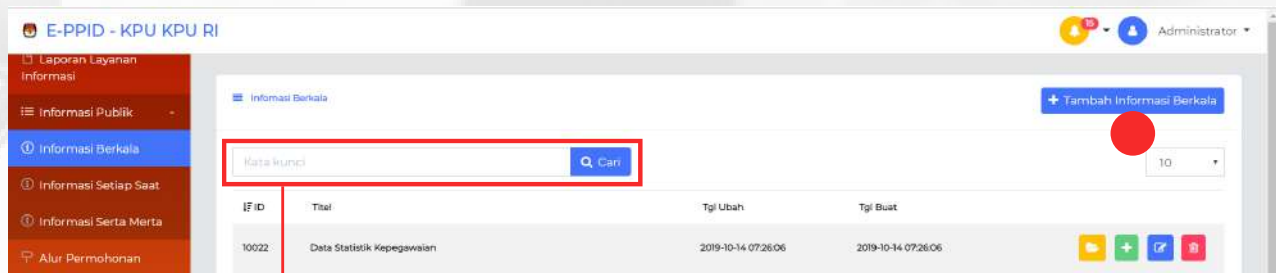 E-PPID - KPU KPU RI
15
Administrator
Laporan Layanan
Informasi
Informasi Publik
Infomasi Berkala
+ Tambah Informasi Berkala
Informasi Berkala
Kata kunci
Cari
10
Informasi Setiap Saat
ID Titel Tgl Ubah Tgl Buat
Informasi Serta Merta
10022 Data Statistik Kepegawaian 2019-10-14 07:26:06 2019-10-14 07:26:06
Alur Permohonan